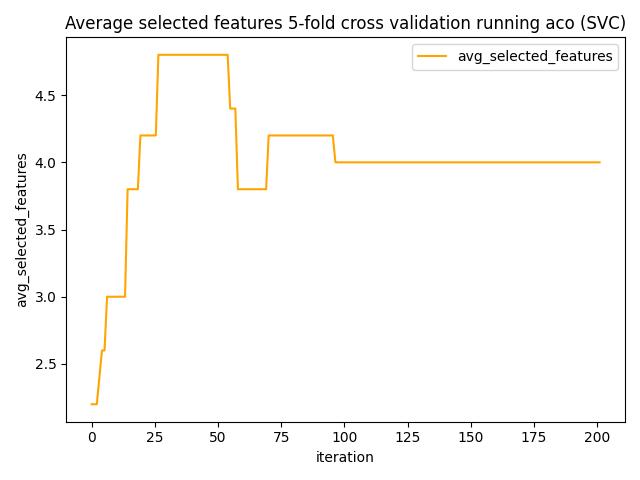 Average selected features 5-fold cross validation running aco (SVC)
avg_selected_features
avg_selected_features
4.5
4.0
3.5
3.0
2.5
0 25 50 75 100 125 150 175 200
iteration